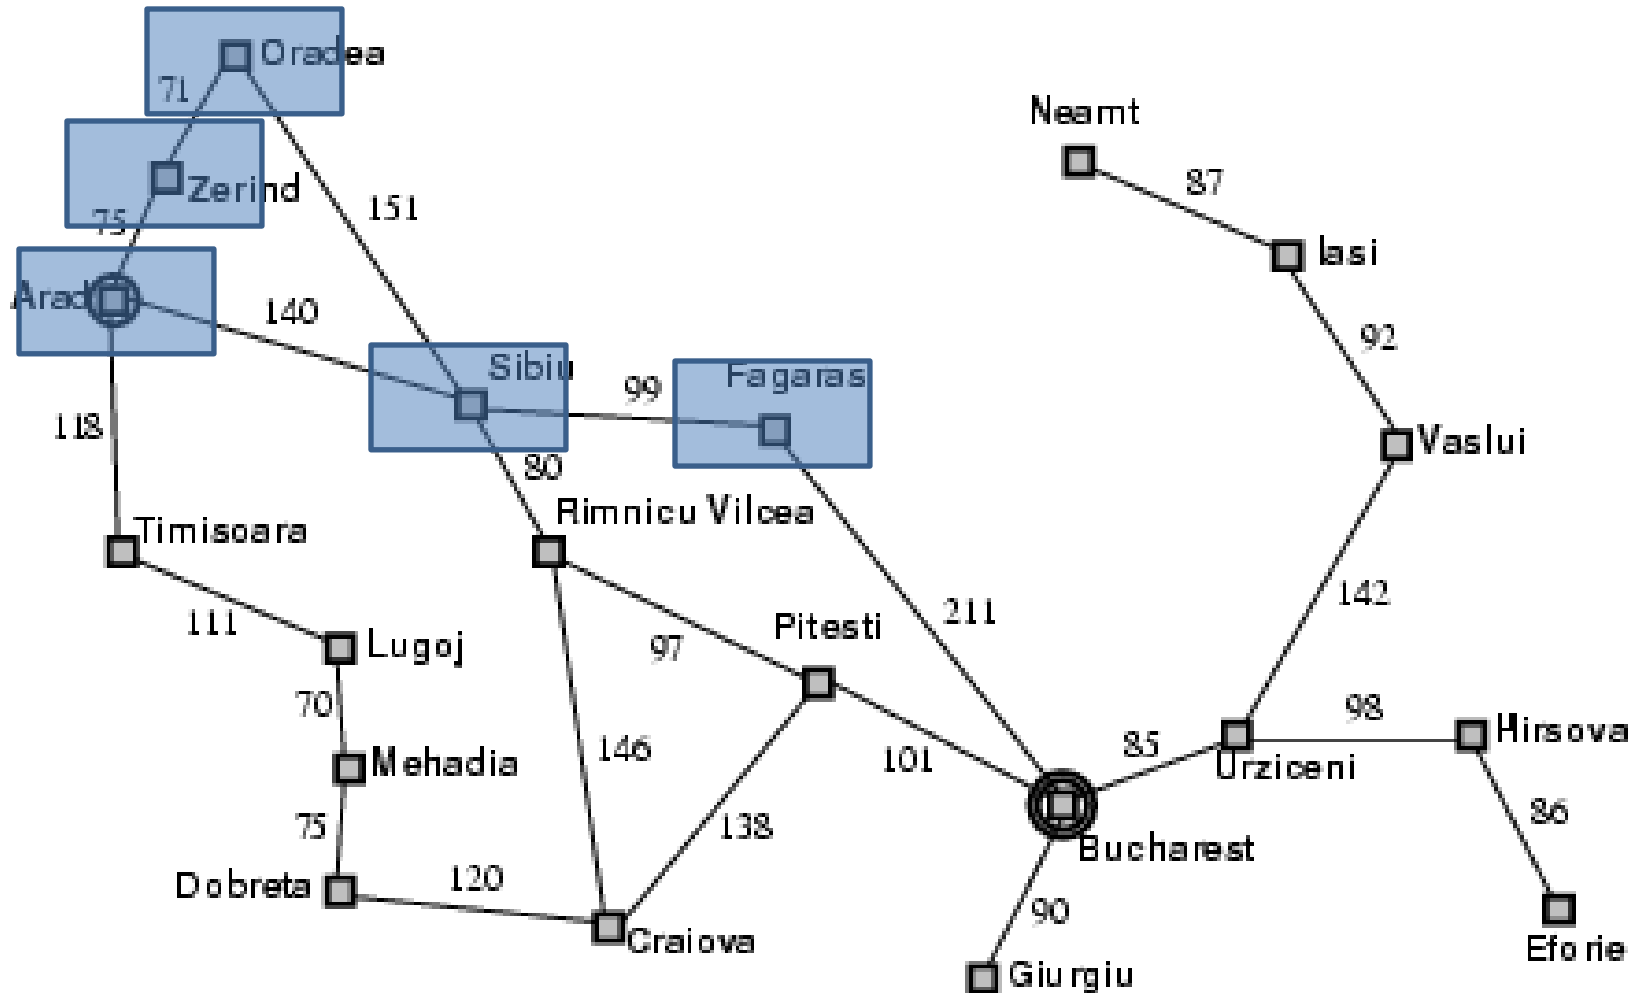 Oradea
71
Neamt
87
Zerind
151
75
Iasi
Arad
140
92
Sibiu
99
Fagaras
118
Vaslui
80
Rimnicu Vilcea
Timisoara
142
111
211
Pitesti
Lugoj
97
70
98
Hirsova
146
85
Mehadia
101
Urziceni
75
138
86
Bucharest
Dobreta
120
90
Craiova
Eforie
Giurgiu